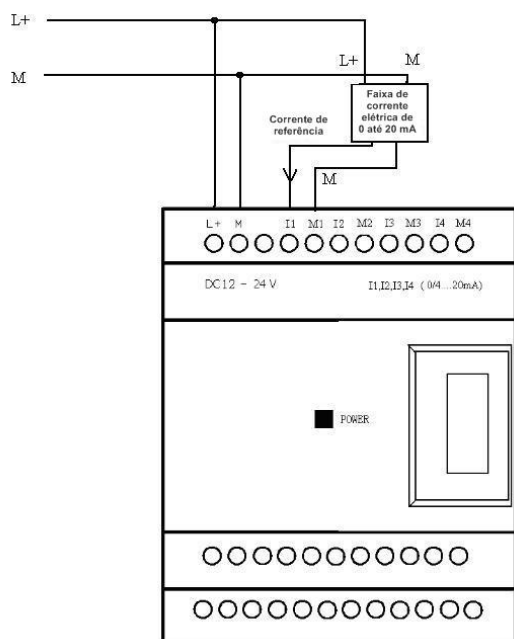 L+
M
L+
M
Faixa de
corrente
elétrica de
0 até 20 mA
Corrente de
referência
M
L+ M I1 M1 I2 M2 I3 M3 I4 M4
DC12 - 24 V
I1,I2,I3,I4 ( 0/4...20mA)
POWER